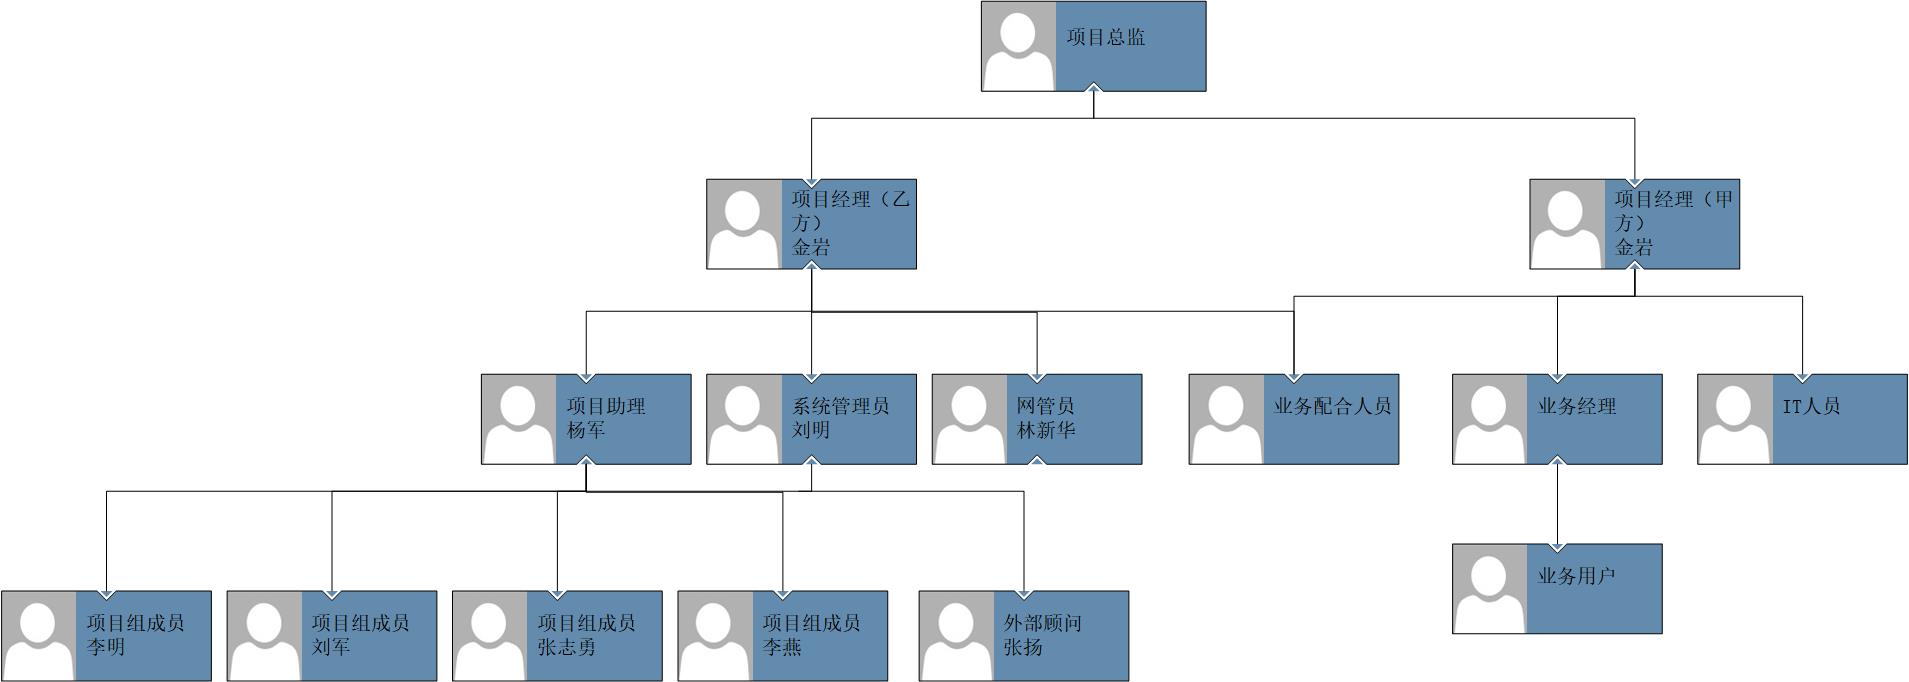 项目总监
项目经理（乙
方）
金岩
项目经理（甲
方）
金岩
项目助理
杨军
系统管理员
刘明
网管员
林新华
业务配合人员
业务经理
IT人员
业务用户
项目组成员
李明
项目组成员
刘军
项目组成员
张志勇
项目组成员
李燕
外部顾问
张扬